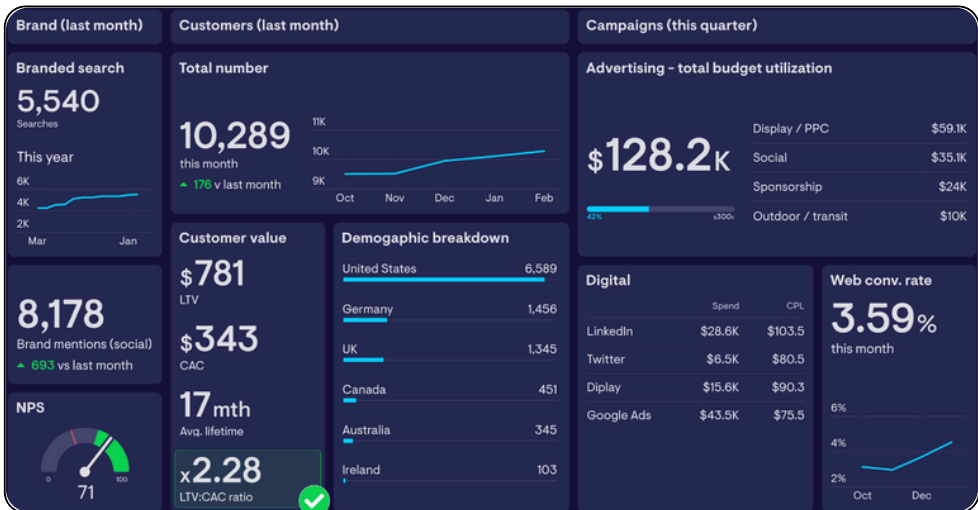 Brand (last month)
Customers (last month)
Campaigns (this quarter)
Branded search
5,540
Searches
This year
6K
4K
2K
Mar Jan
8,178
Brand mentions (social)
693 vs last month
NPS
0 100
71
Total number
10,289
this month
176 v last month
11K
10K
9K
Oct Nov Dec Jan Feb
Customer value
$781
LTV
$343
CAC
17 mth
Avg. lifetime
x2.28
LTV:CAC ratio
Demogaphic breakdown
United States 6,589
Germany 1,456
UK 1,345
Canada 451
Australia 345
Ireland 103
Advertising - total budget utilization
$128.2K
42% $300K
Display / PPC $59.1K
Social $35.1K
Sponsorship $24K
Outdoor / transit $10K
Digital
Spend CPL
LinkedIn $28.6K $103.5
Twitter $6.5K $80.5
Diplay $15.6K $90.3
Google Ads $43.5K $75.5
Web conv. rate
3.59%
this month
6%
4%
2%
Oct Dec